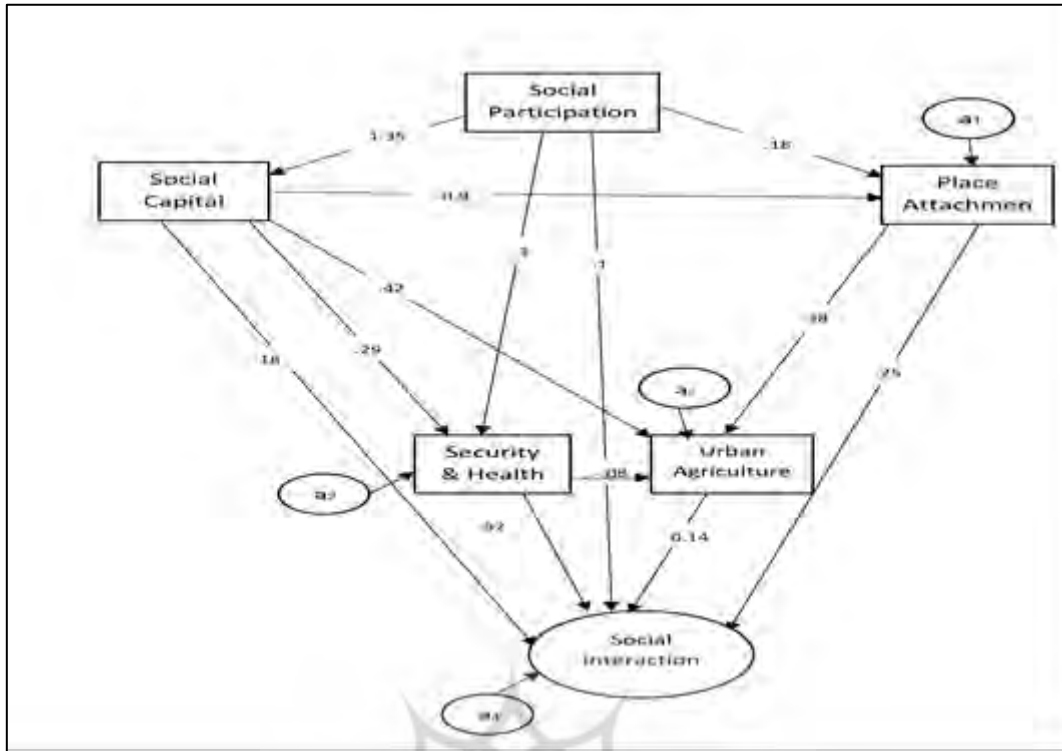 Social
Participation
a1
1.35
.18
Social
Capital
Place
Attachmen
.42
.29
.18
.25
Security
& Health
Urban
Agriculture
.08
0.14
Social
interaction